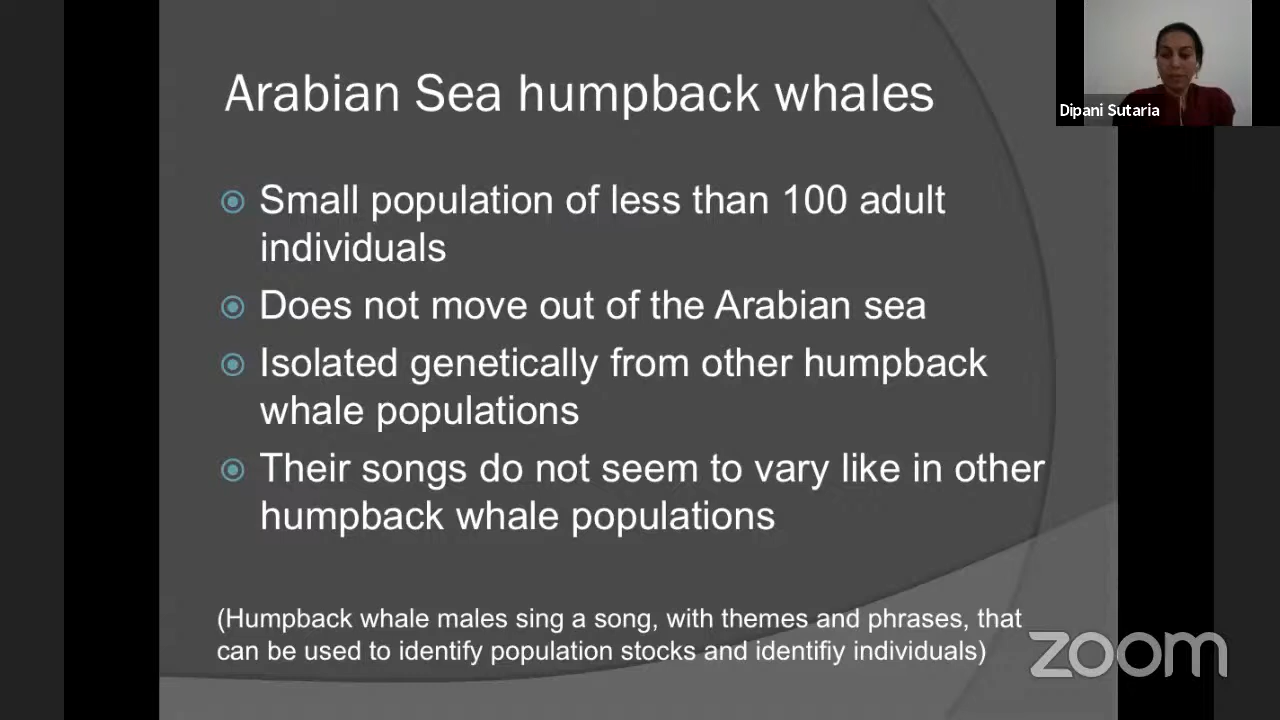 Arabian Sea humpback whales
Dipani Sutaria
Small population of less than 100 adult
individuals
Does not move out of the Arabian sea
Isolated genetically from other humpback
whale populations
Their songs do not seem to vary like in other
humpback whale populations
(Humpback whale males sing a song, with themes and phrases, that
can be used to identify population stocks and identifiy individuals)
zoom